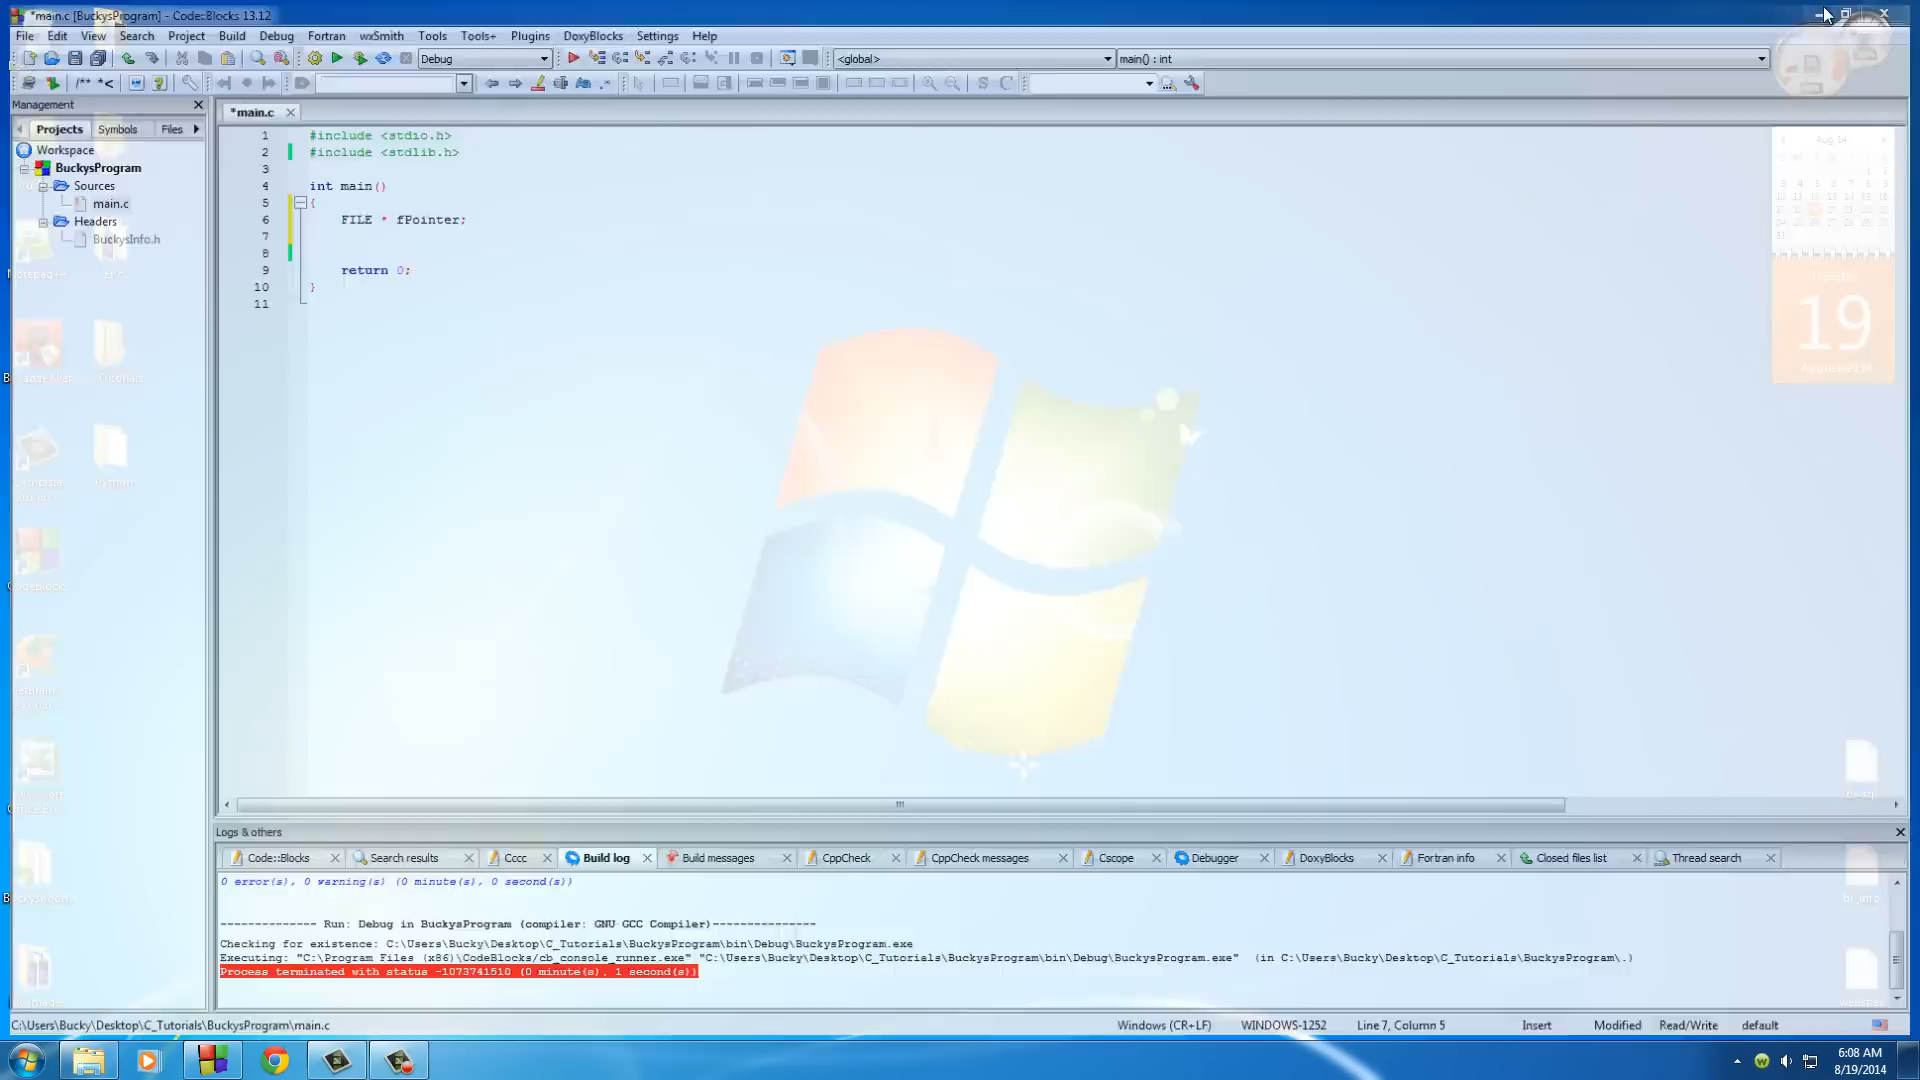 *main.c [BuckysProgram] - Code::Blocks 13.12
File Edit View Search Project Build Debug Fortran wxSmith Tools Tools+ Plugins DoxyBlocks Settings Help
Debug <global> main() : int
/** *<
Aa .*
S C
Management
Projects Symbols Files
*main.c
Workspace
BuckysProgram
Sources
main.c
Headers
BuckysInfo.h
1 #include <stdio.h>
2 #include <stdlib.h>
3
4 int main()
5 {
6 FILE * fPointer;
7
8
9 return 0;
10 }
11
Aug 14
19
Tutorials
Python
Logs & others
Code::Blocks Search results Cccc Build log Build messages CppCheck CppCheck messages Cscope Debugger DoxyBlocks Fortran info Closed files list Thread search
0 error(s), 0 warning(s) (0 minute(s), 0 second(s))
-------------- Run: Debug in BuckysProgram (compiler: GNU GCC Compiler)---------------
Checking for existence: C:\Users\Bucky\Desktop\C_Tutorials\BuckysProgram\bin\Debug\BuckysProgram.exe
Executing: "C:\Program Files (x86)\CodeBlocks/cb_console_runner.exe" "C:\Users\Bucky\Desktop\C_Tutorials\BuckysProgram\bin\Debug\BuckysProgram.exe" (in C:\Users\Bucky\Desktop\C_Tutorials\BuckysProgram\.)
Process terminated with status -1073741510 (0 minute(s), 1 second(s))
C:\Users\Bucky\Desktop\C_Tutorials\BuckysProgram\main.c Windows (CR+LF) WINDOWS-1252 Line 7, Column 5 Insert Modified Read/Write default
6:08 AM
8/19/2014